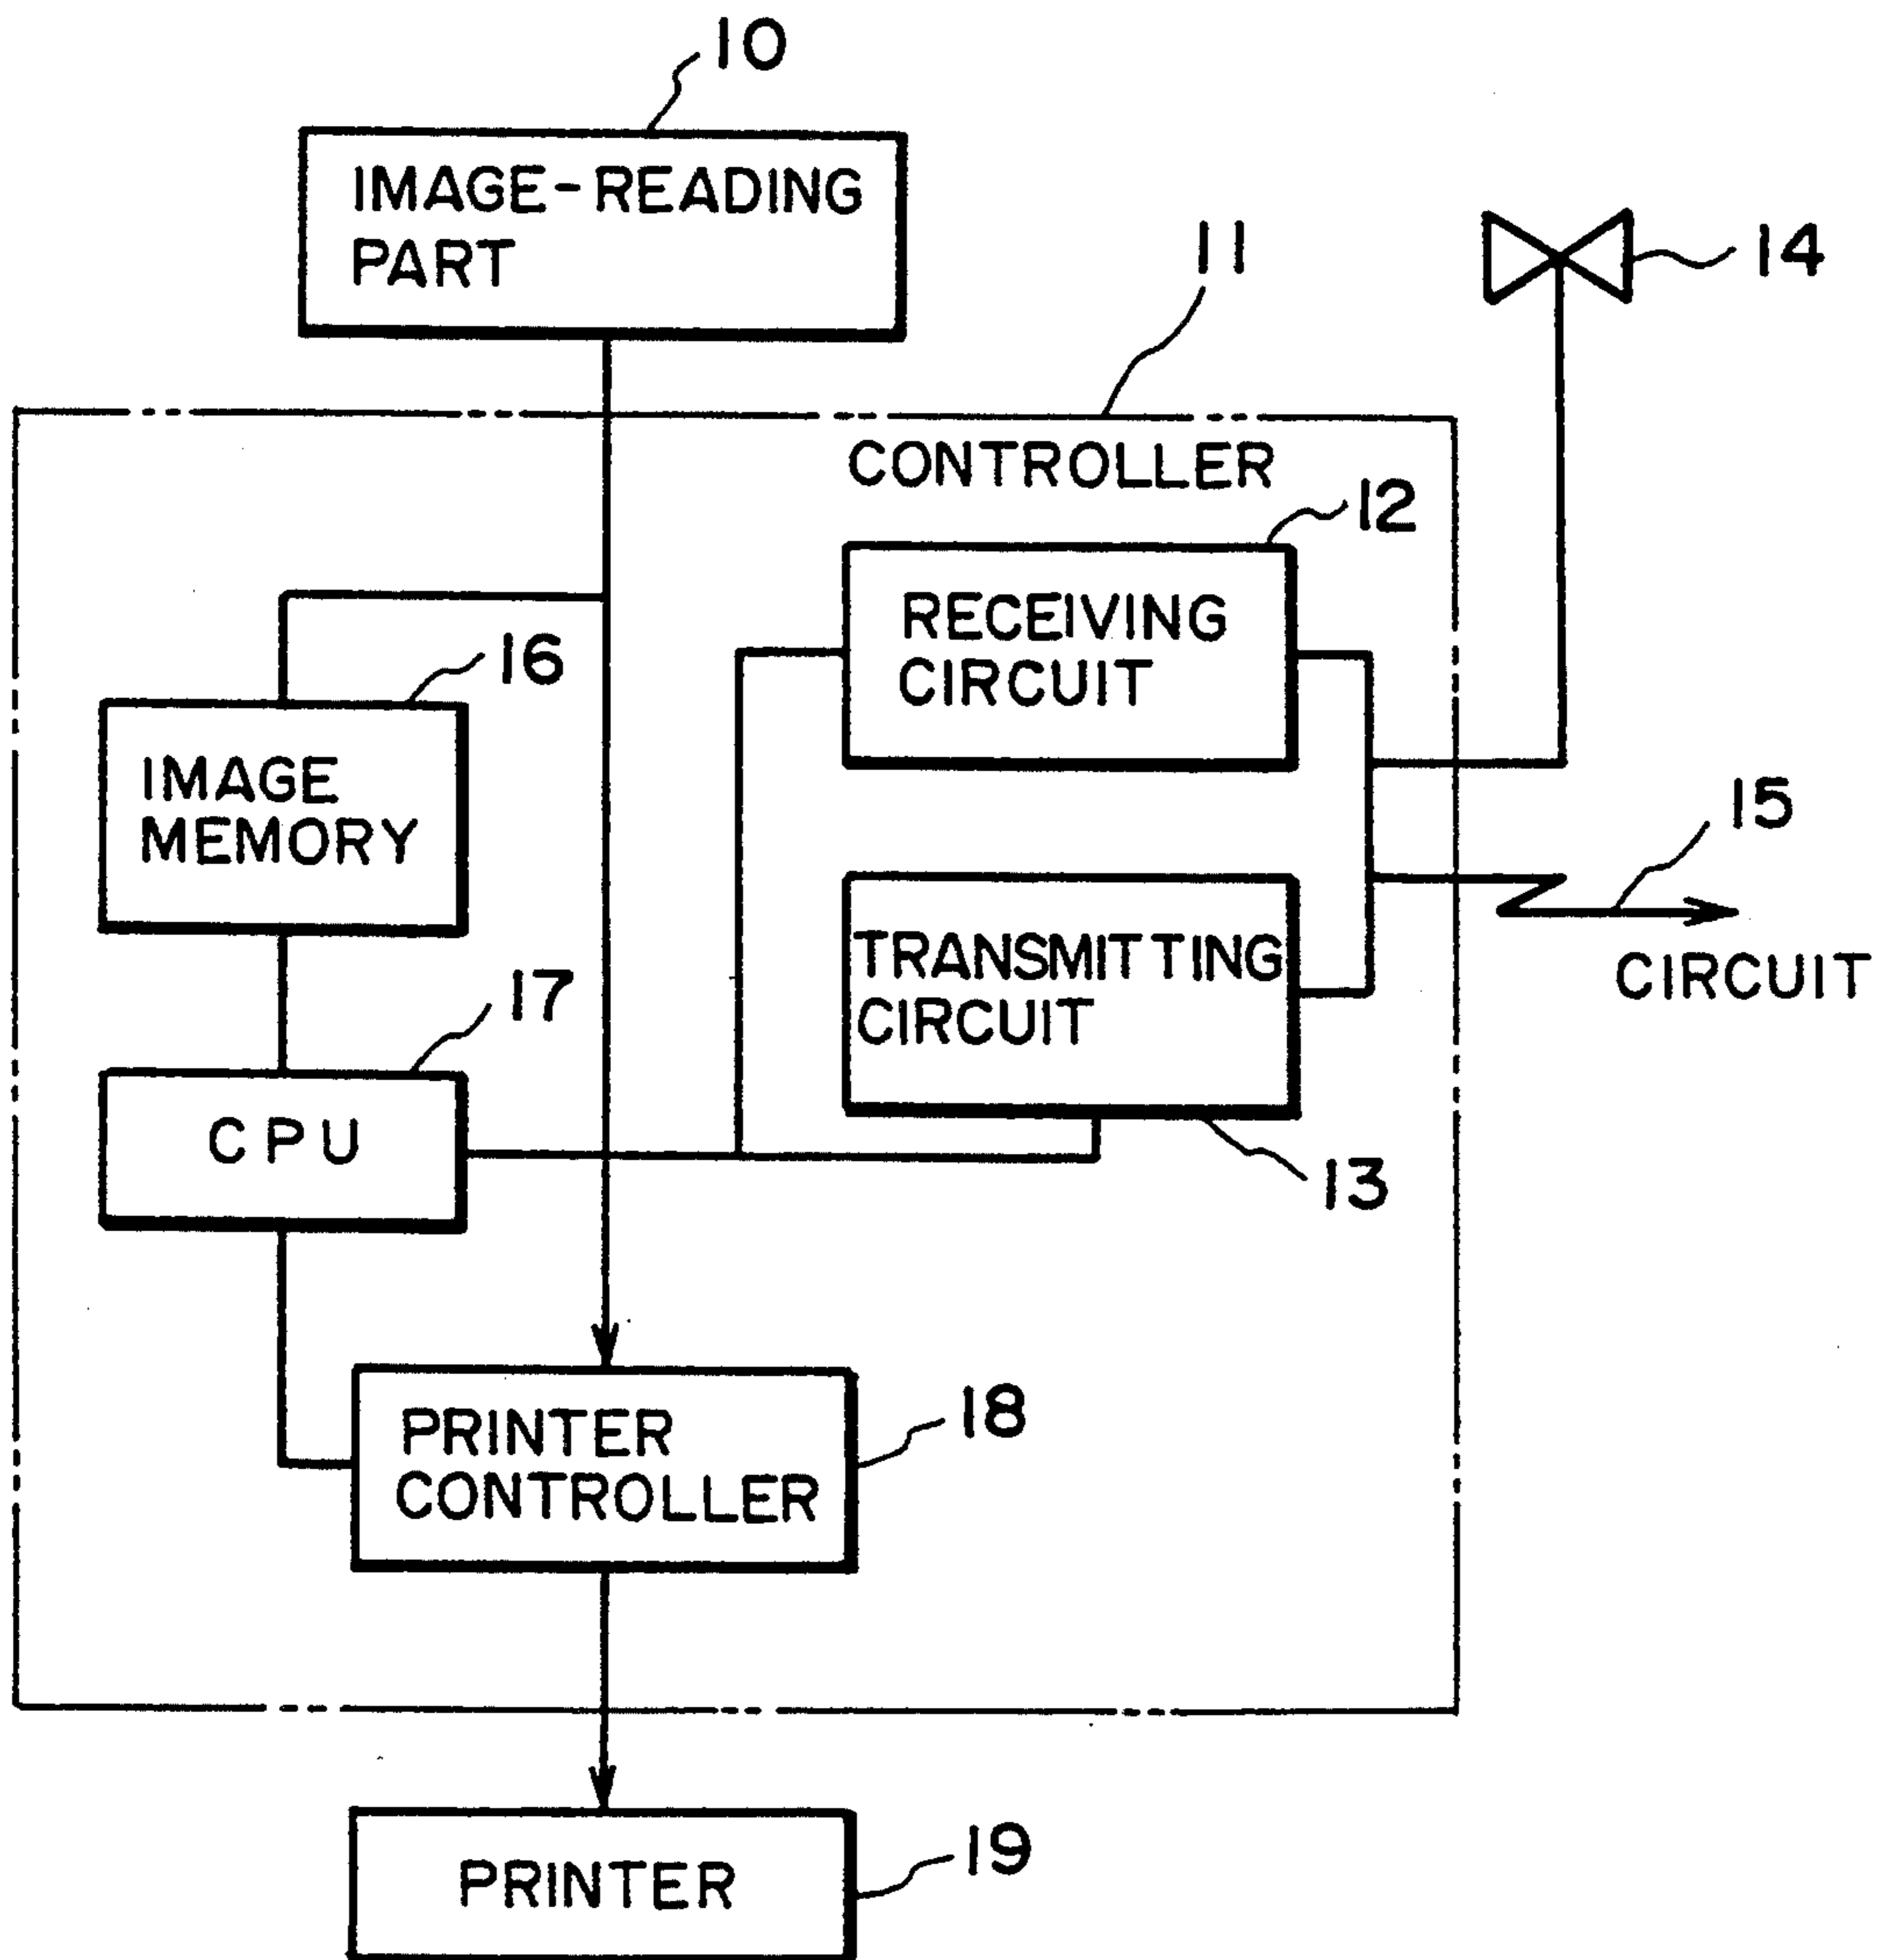 10
IMAGE-READING
PART
11
14
CONTROLLER
12
RECEIVING
CIRCUIT
16
IMAGE
MEMORY
15
TRANSMITTING
CIRCUIT
CIRCUIT
17
CPU
13
PRINTER
CONTROLLER
18
PRINTER
19